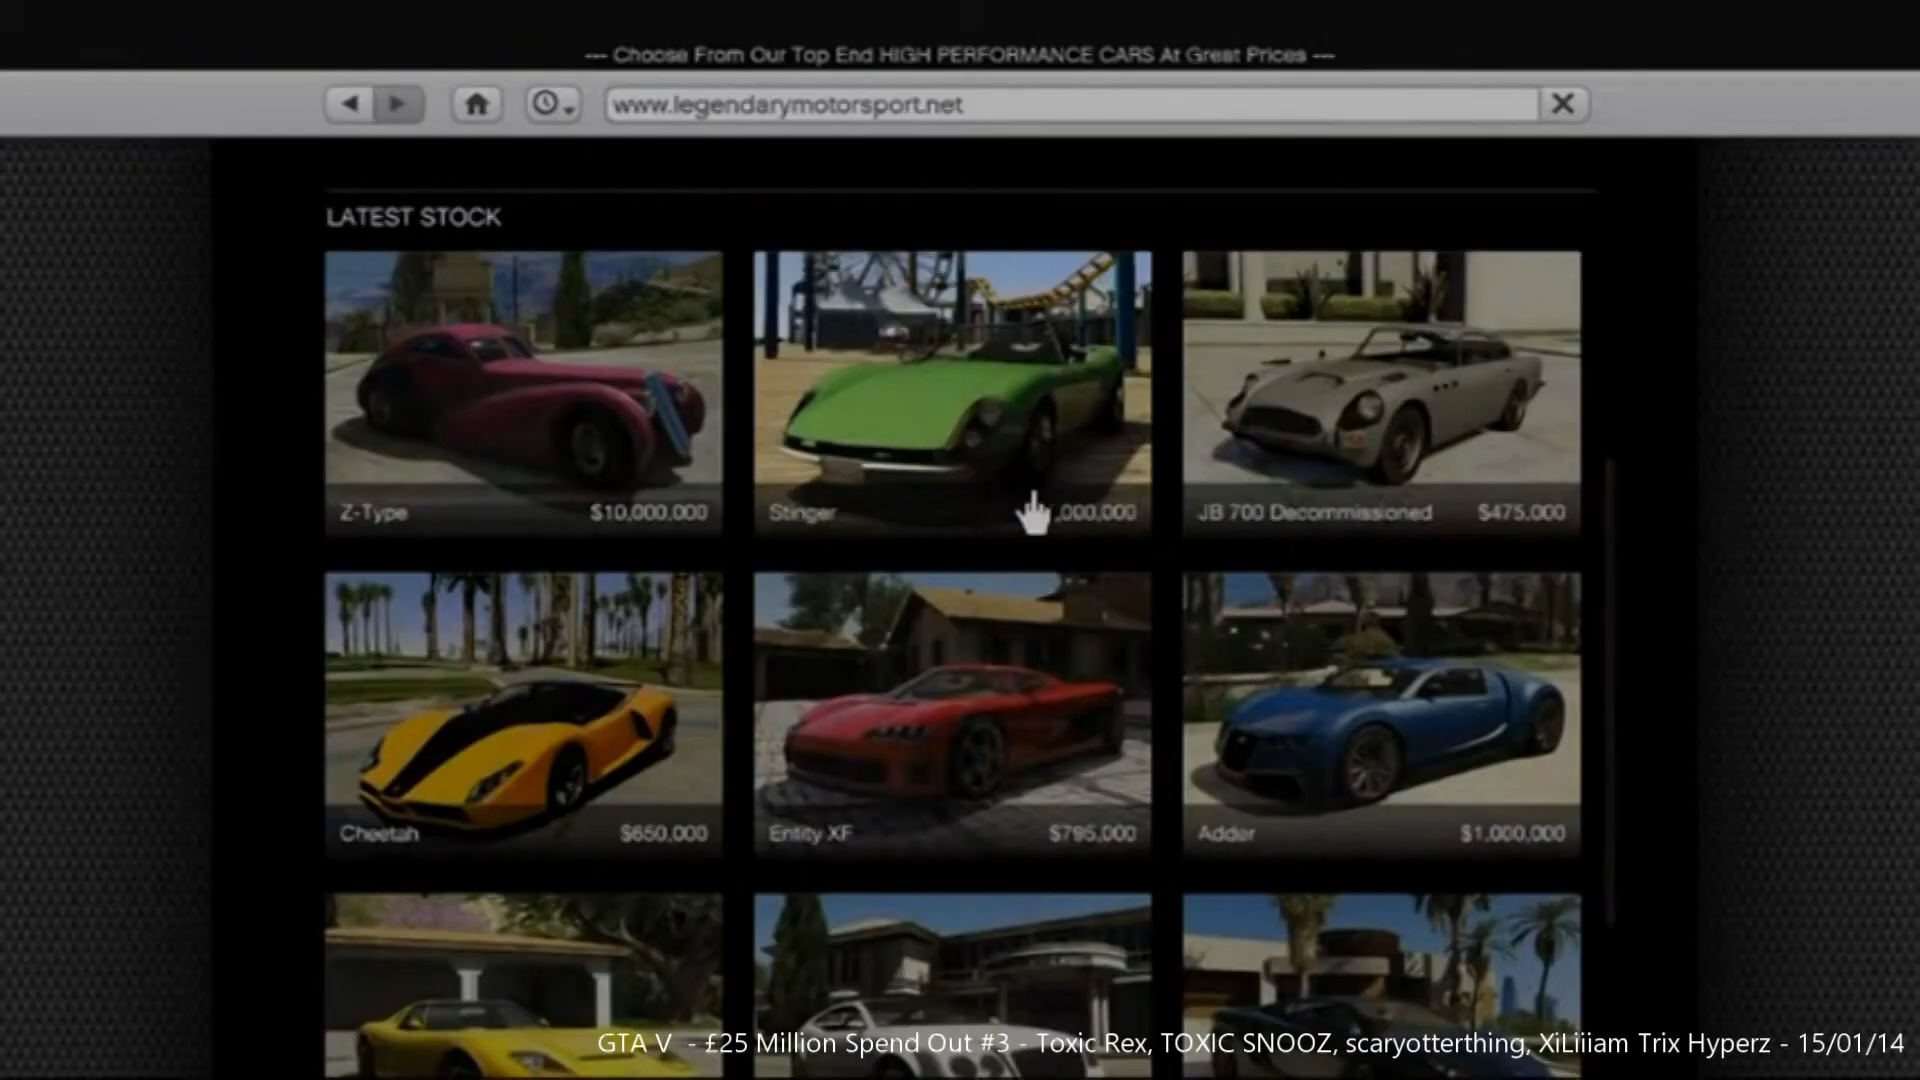 --- Choose From Our Top End HIGH PERFORMANCE CARS At Great Prices ---
www.legendarymotorsport.net
LATEST STOCK
Z-Type $10,000,000
Stinger ,000,000
JB 700 Decommissioned $475,000
Cheetah $650,000
Entity XF $795,000
Adder $1,000,000
GTA V - £25 Million Spend Out #3 - Toxic Rex, TOXIC SNOOZ, scaryotterthing, XiLiiiam Trix Hyperz - 15/01/14